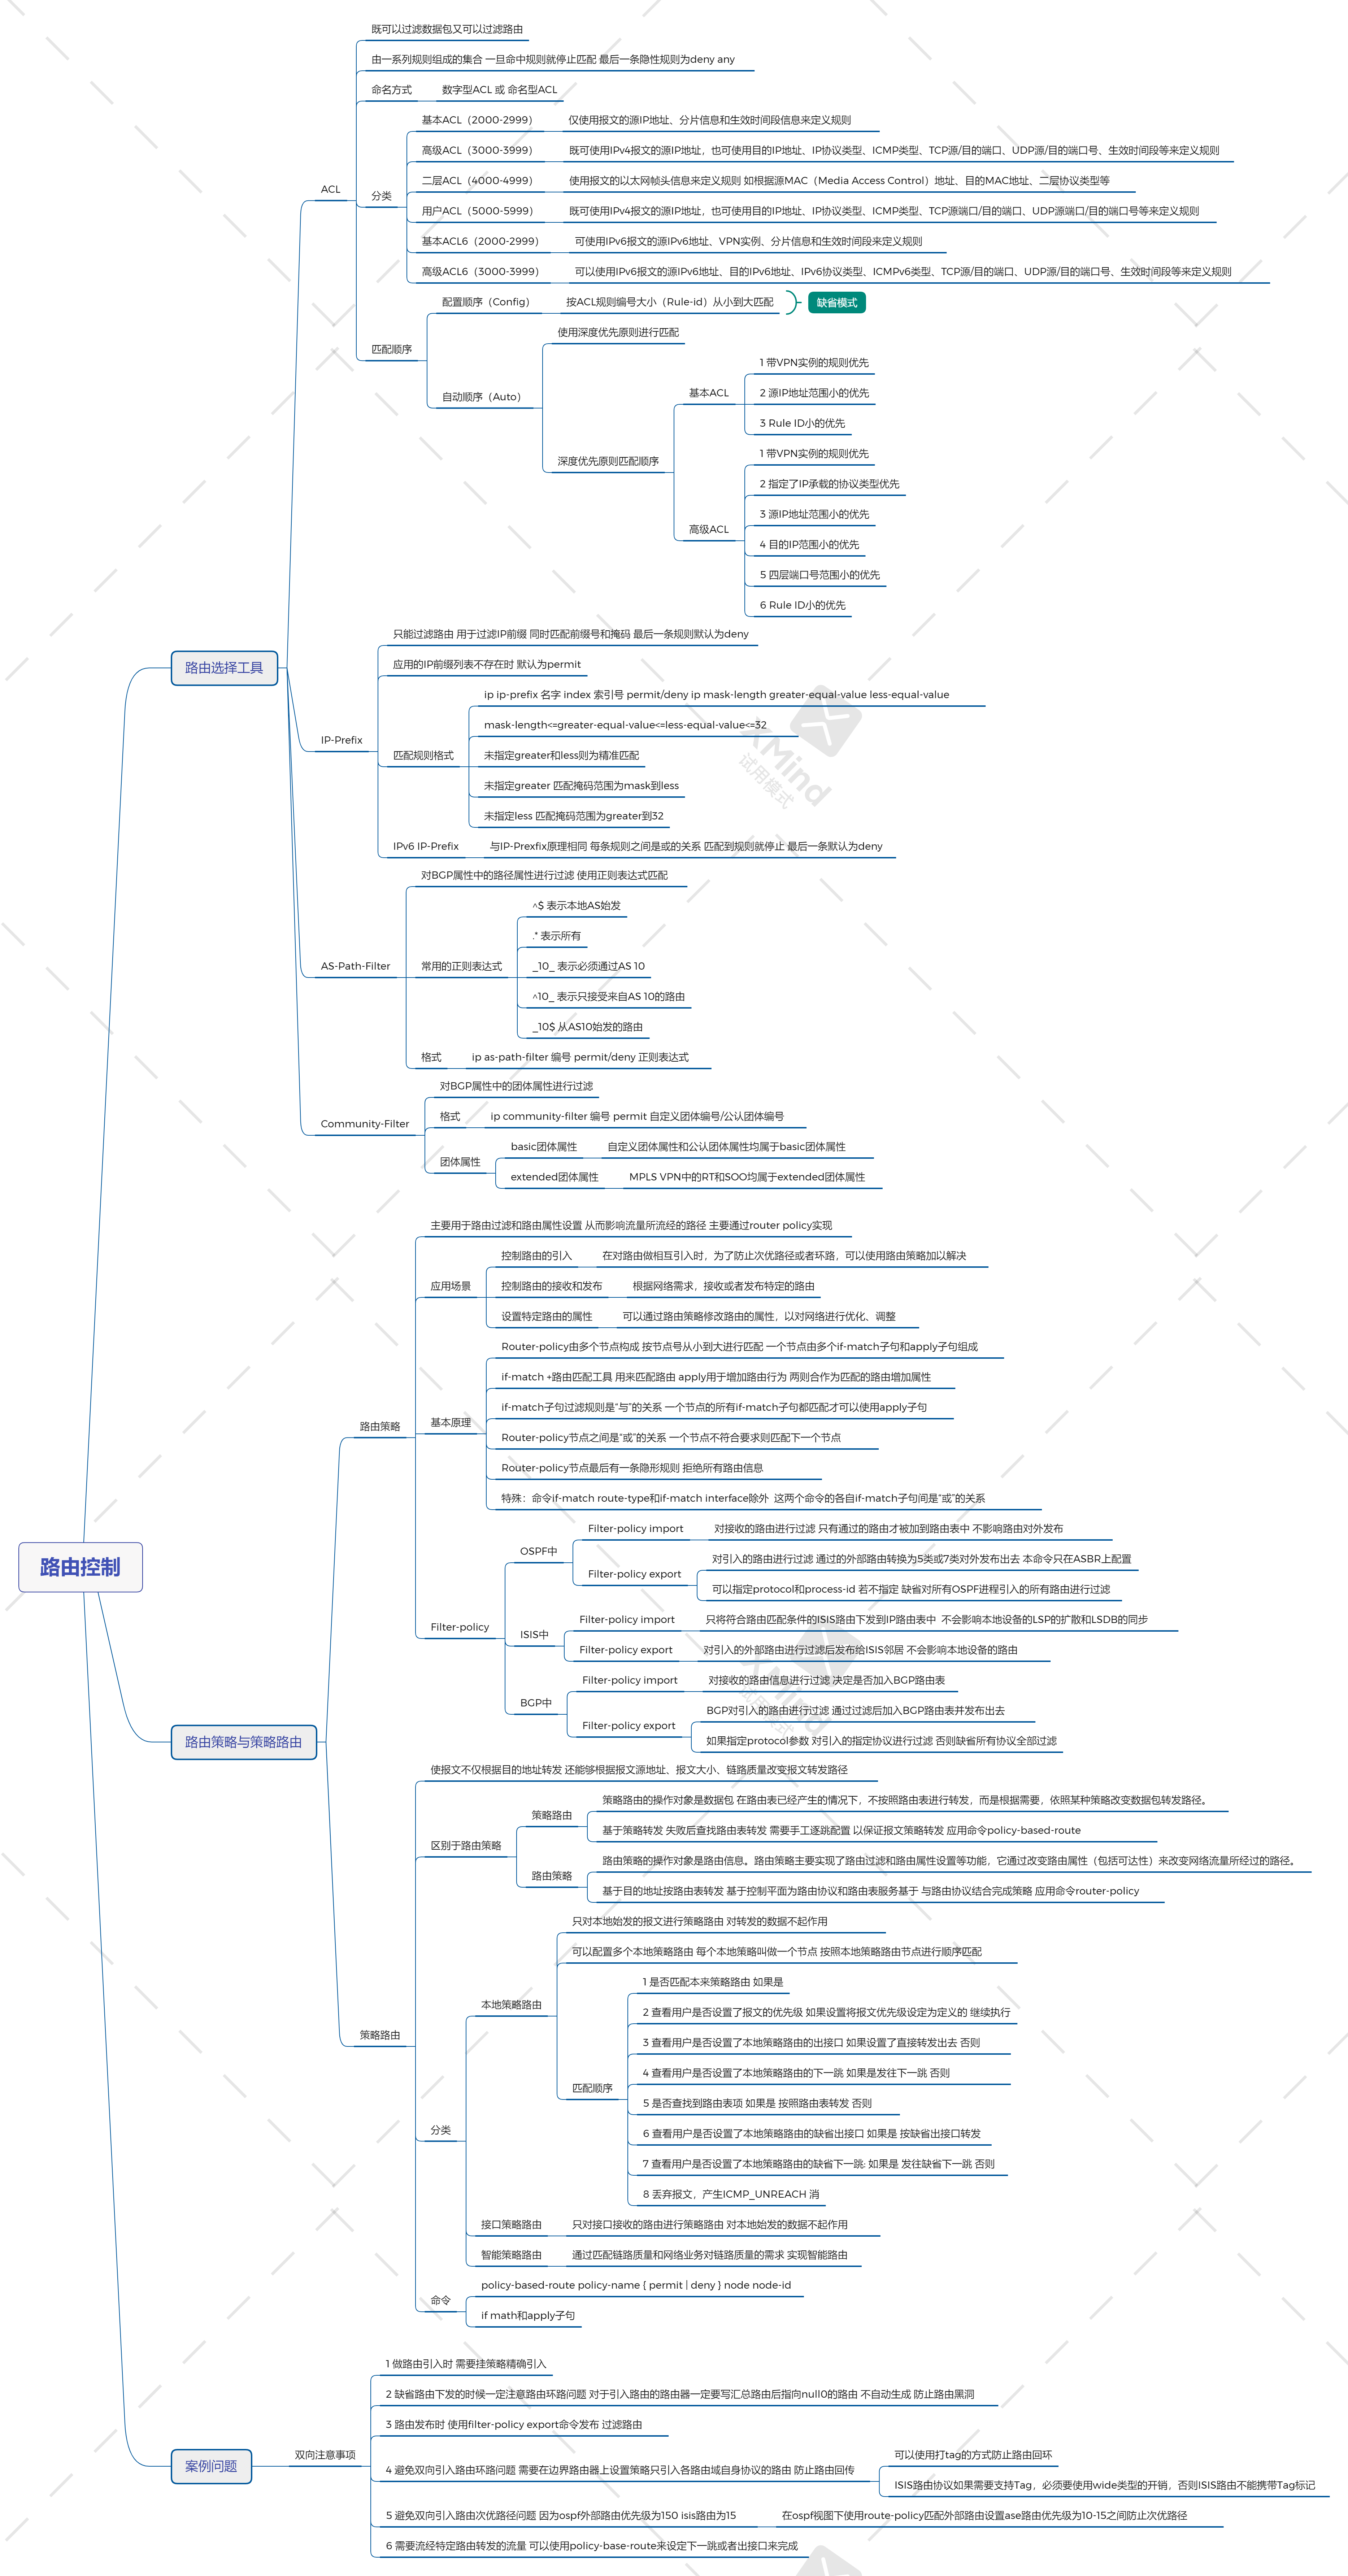 路由控制
路由选择工具
ACL
既可以过滤数据包又可以过滤路由
由一系列规则组成的集合 一旦命中规则就停止匹配 最后一条隐性规则为deny any
命名方式
数字型ACL 或 命名型ACL
分类
基本ACL（2000-2999）
仅使用报文的源IP地址、分片信息和生效时间段信息来定义规则
高级ACL（3000-3999）
既可使用IPv4报文的源IP地址，也可使用目的IP地址、IP协议类型、ICMP类型、TCP源/目的端口、UDP源/目的端口号、生效时间段等来定义规则
二层ACL（4000-4999）
使用报文的以太网帧头信息来定义规则 如根据源MAC（Media Access Control）地址、目的MAC地址、二层协议类型等
用户ACL（5000-5999）
既可使用IPv4报文的源IP地址，也可使用目的IP地址、IP协议类型、ICMP类型、TCP源端口/目的端口、UDP源端口/目的端口号等来定义规则
基本ACL6（2000-2999）
可使用IPv6报文的源IPv6地址、VPN实例、分片信息和生效时间段来定义规则
高级ACL6（3000-3999）
可以使用IPv6报文的源IPv6地址、目的IPv6地址、IPv6协议类型、ICMPv6类型、TCP源/目的端口、UDP源/目的端口号、生效时间段等来定义规则
匹配顺序
配置顺序（Config）
按ACL规则编号大小（Rule-id）从小到大匹配
缺省模式
自动顺序（Auto）
使用深度优先原则进行匹配
深度优先原则匹配顺序
基本ACL
1 带VPN实例的规则优先
2 源IP地址范围小的优先
3 Rule ID小的优先
高级ACL
1 带VPN实例的规则优先
2 指定了IP承载的协议类型优先
3 源IP地址范围小的优先
4 目的IP范围小的优先
5 四层端口号范围小的优先
6 Rule ID小的优先
IP-Prefix
只能过滤路由 用于过滤IP前缀 同时匹配前缀号和掩码 最后一条规则默认为deny
应用的IP前缀列表不存在时 默认为permit
匹配规则格式
ip ip-prefix 名字 index 索引号 permit/deny ip mask-length greater-equal-value less-equal-value
mask-length<=greater-equal-value<=less-equal-value<=32
未指定greater和less则为精准匹配
未指定greater 匹配掩码范围为mask到less
未指定less 匹配掩码范围为greater到32
IPv6 IP-Prefix
与IP-Prexfix原理相同 每条规则之间是或的关系 匹配到规则就停止 最后一条默认为deny
AS-Path-Filter
对BGP属性中的路径属性进行过滤 使用正则表达式匹配
常用的正则表达式
^$ 表示本地AS始发
.* 表示所有
_10_ 表示必须通过AS 10
^10_ 表示只接受来自AS 10的路由
_10$ 从AS10始发的路由
格式
ip as-path-filter 编号 permit/deny 正则表达式
Community-Filter
对BGP属性中的团体属性进行过滤
格式
ip community-filter 编号 permit 自定义团体编号/公认团体编号
团体属性
basic团体属性
自定义团体属性和公认团体属性均属于basic团体属性
extended团体属性
MPLS VPN中的RT和SOO均属于extended团体属性
路由策略与策略路由
路由策略
主要用于路由过滤和路由属性设置 从而影响流量所流经的路径 主要通过router policy实现
应用场景
控制路由的引入
在对路由做相互引入时，为了防止次优路径或者环路，可以使用路由策略加以解决
控制路由的接收和发布
根据网络需求，接收或者发布特定的路由
设置特定路由的属性
可以通过路由策略修改路由的属性，以对网络进行优化、调整
基本原理
Router-policy由多个节点构成 按节点号从小到大进行匹配 一个节点由多个if-match子句和apply子句组成
if-match +路由匹配工具 用来匹配路由 apply用于增加路由行为 两则合作为匹配的路由增加属性
if-match子句过滤规则是“与”的关系 一个节点的所有if-match子句都匹配才可以使用apply子句
Router-policy节点之间是“或”的关系 一个节点不符合要求则匹配下一个节点
Router-policy节点最后有一条隐形规则 拒绝所有路由信息
特殊：命令if-match route-type和if-match interface除外 这两个命令的各自if-match子句间是“或”的关系
Filter-policy
OSPF中
Filter-policy import
对接收的路由进行过滤 只有通过的路由才被加到路由表中 不影响路由对外发布
Filter-policy export
对引入的路由进行过滤 通过的外部路由转换为5类或7类对外发布出去 本命令只在ASBR上配置
可以指定protocol和process-id 若不指定 缺省对所有OSPF进程引入的所有路由进行过滤
ISIS中
Filter-policy import
只将符合路由匹配条件的ISIS路由下发到IP路由表中 不会影响本地设备的LSP的扩散和LSDB的同步
Filter-policy export
对引入的外部路由进行过滤后发布给ISIS邻居 不会影响本地设备的路由
BGP中
Filter-policy import
对接收的路由信息进行过滤 决定是否加入BGP路由表
Filter-policy export
BGP对引入的路由进行过滤 通过过滤后加入BGP路由表并发布出去
如果指定protocol参数 对引入的指定协议进行过滤 否则缺省所有协议全部过滤
策略路由
使报文不仅根据目的地址转发 还能够根据报文源地址、报文大小、链路质量改变报文转发路径
区别于路由策略
策略路由
策略路由的操作对象是数据包 在路由表已经产生的情况下，不按照路由表进行转发，而是根据需要，依照某种策略改变数据包转发路径。
基于策略转发 失败后查找路由表转发 需要手工逐跳配置 以保证报文策略转发 应用命令policy-based-route
路由策略
路由策略的操作对象是路由信息。路由策略主要实现了路由过滤和路由属性设置等功能，它通过改变路由属性（包括可达性）来改变网络流量所经过的路径。
基于目的地址按路由表转发 基于控制平面为路由协议和路由表服务基于 与路由协议结合完成策略 应用命令router-policy
分类
本地策略路由
只对本地始发的报文进行策略路由 对转发的数据不起作用
可以配置多个本地策略路由 每个本地策略叫做一个节点 按照本地策略路由节点进行顺序匹配
匹配顺序
1 是否匹配本来策略路由 如果是
2 查看用户是否设置了报文的优先级 如果设置将报文优先级设定为定义的 继续执行
3 查看用户是否设置了本地策略路由的出接口 如果设置了直接转发出去 否则
4 查看用户是否设置了本地策略路由的下一跳 如果是发往下一跳 否则
5 是否查找到路由表项 如果是 按照路由表转发 否则
6 查看用户是否设置了本地策略路由的缺省出接口 如果是 按缺省出接口转发
7 查看用户是否设置了本地策略路由的缺省下一跳: 如果是 发往缺省下一跳 否则
8 丢弃报文，产生ICMP_UNREACH 消
接口策略路由
只对接口接收的路由进行策略路由 对本地始发的数据不起作用
智能策略路由
通过匹配链路质量和网络业务对链路质量的需求 实现智能路由
命令
policy-based-route policy-name { permit | deny } node node-id
if math和apply子句
案例问题
双向注意事项
1 做路由引入时 需要挂策略精确引入
2 缺省路由下发的时候一定注意路由环路问题 对于引入路由的路由器一定要写汇总路由后指向null0的路由 不自动生成 防止路由黑洞
3 路由发布时 使用filter-policy export命令发布 过滤路由
4 避免双向引入路由环路问题 需要在边界路由器上设置策略只引入各路由域自身协议的路由 防止路由回传
可以使用打tag的方式防止路由回环
ISIS路由协议如果需要支持Tag，必须要使用wide类型的开销，否则ISIS路由不能携带Tag标记
5 避免双向引入路由次优路径问题 因为ospf外部路由优先级为150 isis路由为15
在ospf视图下使用route-policy匹配外部路由设置ase路由优先级为10-15之间防止次优路径
6 需要流经特定路由转发的流量 可以使用policy-base-route来设定下一跳或者出接口来完成
XMind
试用模式
XMind
试用模式